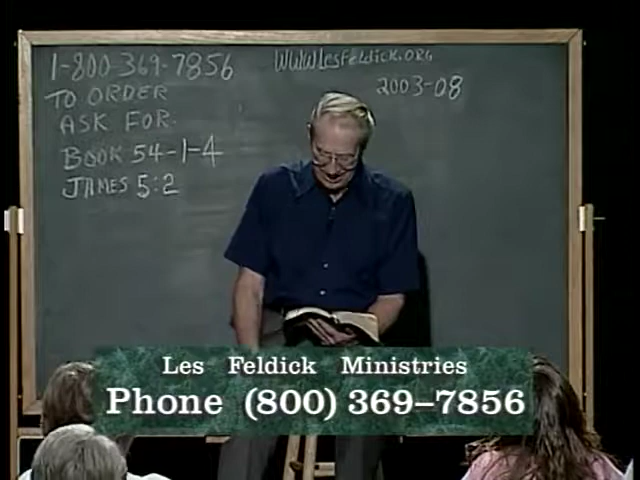 1-800-369-7856
WWW.LESFELDICK.ORG
2003-08
TO ORDER
ASK FOR.
BOOK 54-1-4
JAMES 5:2
Les Feldick Ministries
Phone (800) 369–7856